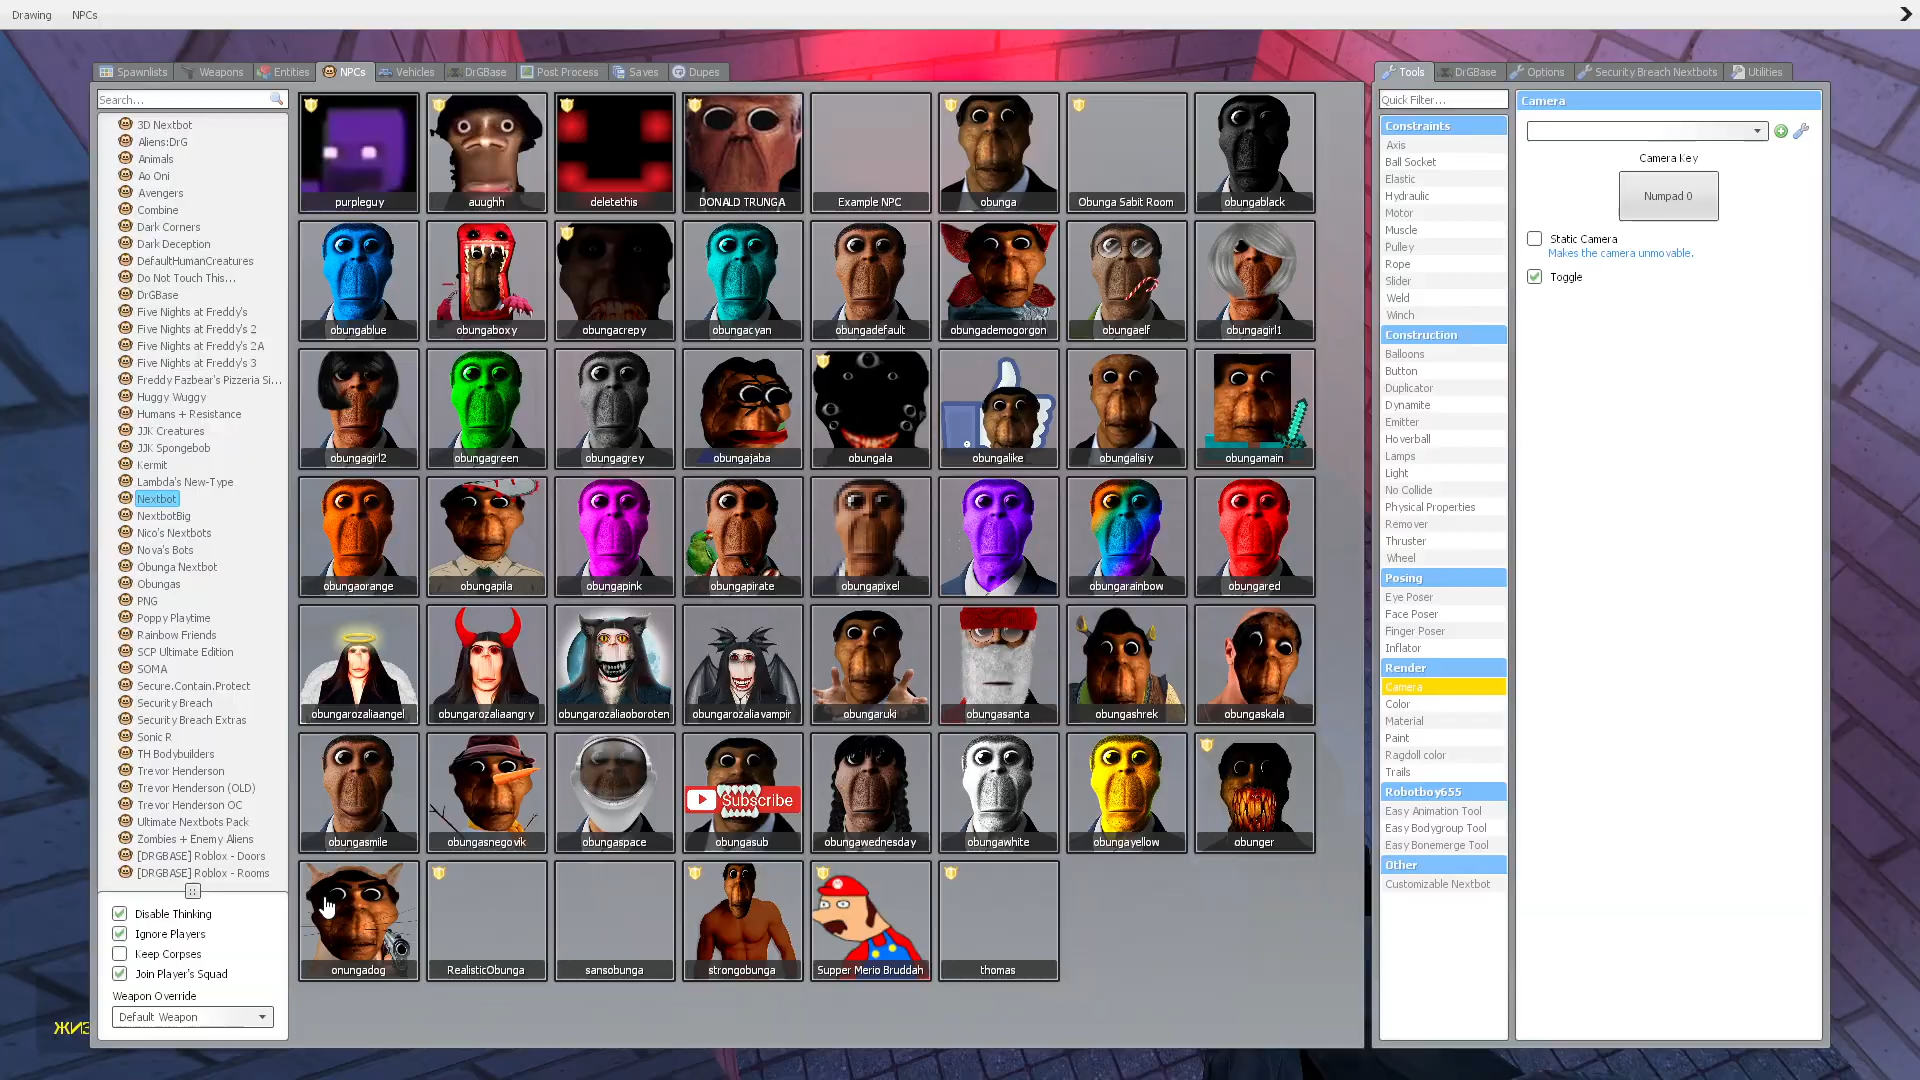 Drawing NPCs
Spawnlists Weapons Entities NPCs Vehicles DrGBase Post Process Saves Dupes
Search...
3D Nextbot
Aliens:DrG
Animals
Ao Oni
Avengers
Combine
Dark Corners
Dark Deception
DefaultHumanCreatures
Do Not Touch This...
DrGBase
Five Nights at Freddy's
Five Nights at Freddy's 2
Five Nights at Freddy's 2A
Five Nights at Freddy's 3
Freddy Fazbear's Pizzeria Si...
Huggy Wuggy
Humans + Resistance
JJK Creatures
JJK Spongebob
Kermit
Lambda's New-Type
Nextbot
NextbotBig
Nico's Nextbots
Nova's Bots
Obunga Nextbot
Obungas
PNG
Poppy Playtime
Rainbow Friends
SCP Ultimate Edition
SOMA
Secure.Contain.Protect
Security Breach
Security Breach Extras
Sonic R
TH Bodybuilders
Trevor Henderson
Trevor Henderson (OLD)
Trevor Henderson OC
Ultimate Nextbots Pack
Zombies + Enemy Aliens
[DRGBASE] Roblox - Doors
[DRGBASE] Roblox - Rooms
Disable Thinking
Ignore Players
Keep Corpses
Join Player's Squad
Weapon Override
Default Weapon
ЖИЗ
purpleguy auughh deletethis DONALD TRUNGA Example NPC obunga Obunga Sabit Room obungablack
obungablue obungaboxy obungacrepy obungacyan obungadefault obungademogorgon obungaelf obungagirl1
obungagirl2 obungagreen obungagrey obungajaba obungala obungalike obungalisiy obungamain
obungaorange obungapila obungapink obungapirate obungapixel obungarainbow obungared
obungarozaliaangel obungarozaliaangry obungarozaliaoboroten obungarozaliavampir obungaruki obungasanta obungashrek obungaskala
Subscribe
obungasmile obungasnegovik obungaspace obungasub obungawednesday obungawhite obungayellow obunger
onungadog RealisticObunga sansobunga strongobunga Supper Merio Bruddah thomas
Tools DrGBase Options Security Breach Nextbots Utilities
Quick Filter...
Constraints
Axis
Ball Socket
Elastic
Hydraulic
Motor
Muscle
Pulley
Rope
Slider
Weld
Winch
Construction
Balloons
Button
Duplicator
Dynamite
Emitter
Hoverball
Lamps
Light
No Collide
Physical Properties
Remover
Thruster
Wheel
Posing
Eye Poser
Face Poser
Finger Poser
Inflator
Render
Camera
Color
Material
Paint
Ragdoll color
Trails
Robotboy655
Easy Animation Tool
Easy Bodygroup Tool
Easy Bonemerge Tool
Other
Customizable Nextbot
Camera
Camera Key
Numpad 0
Static Camera
Makes the camera unmovable.
Toggle